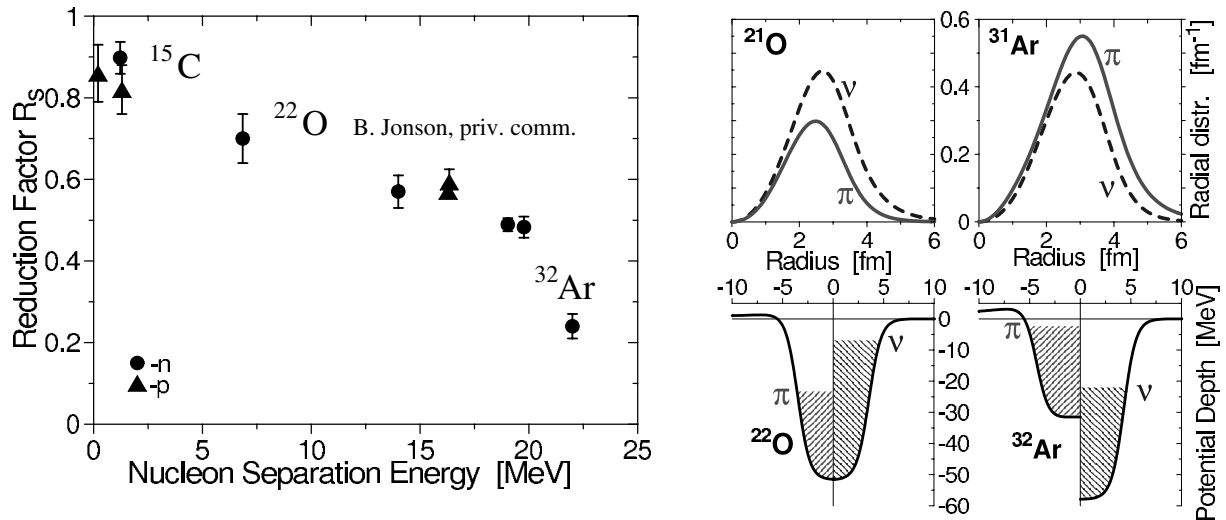 Reduction Factor Rs
1
0.8
0.6
0.4
0.2
0
15C
22O B. Jonson, priv. comm.
32Ar
-n
-p
0 5 10 15 20 25
Nucleon Separation Energy [MeV]
21O
ν
π
0 2 4 6
Radius [fm]
31Ar
π
ν
0.6
0.4
0.2
0
0 2 4 6
Radius [fm]
Radial distr. [fm-1]
-10 -5 0 5 10
π
ν
22O
0
-10
-20
-30
-40
-50
-60
-10 -5 0 5 10
π
ν
32Ar
Potential Depth [MeV]